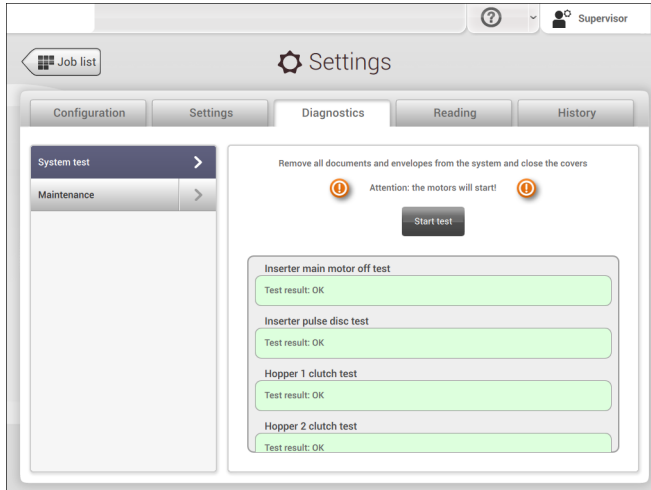 Supervisor
Job list
Settings
Configuration
Settings
Diagnostics
Reading
History
System test
Maintenance
Remove all documents and envelopes from the system and close the covers
Attention: the motors will start!
Start test
Inserter main motor off test
Test result: OK
Inserter pulse disc test
Test result: OK
Hopper 1 clutch test
Test result: OK
Hopper 2 clutch test
Test result: OK